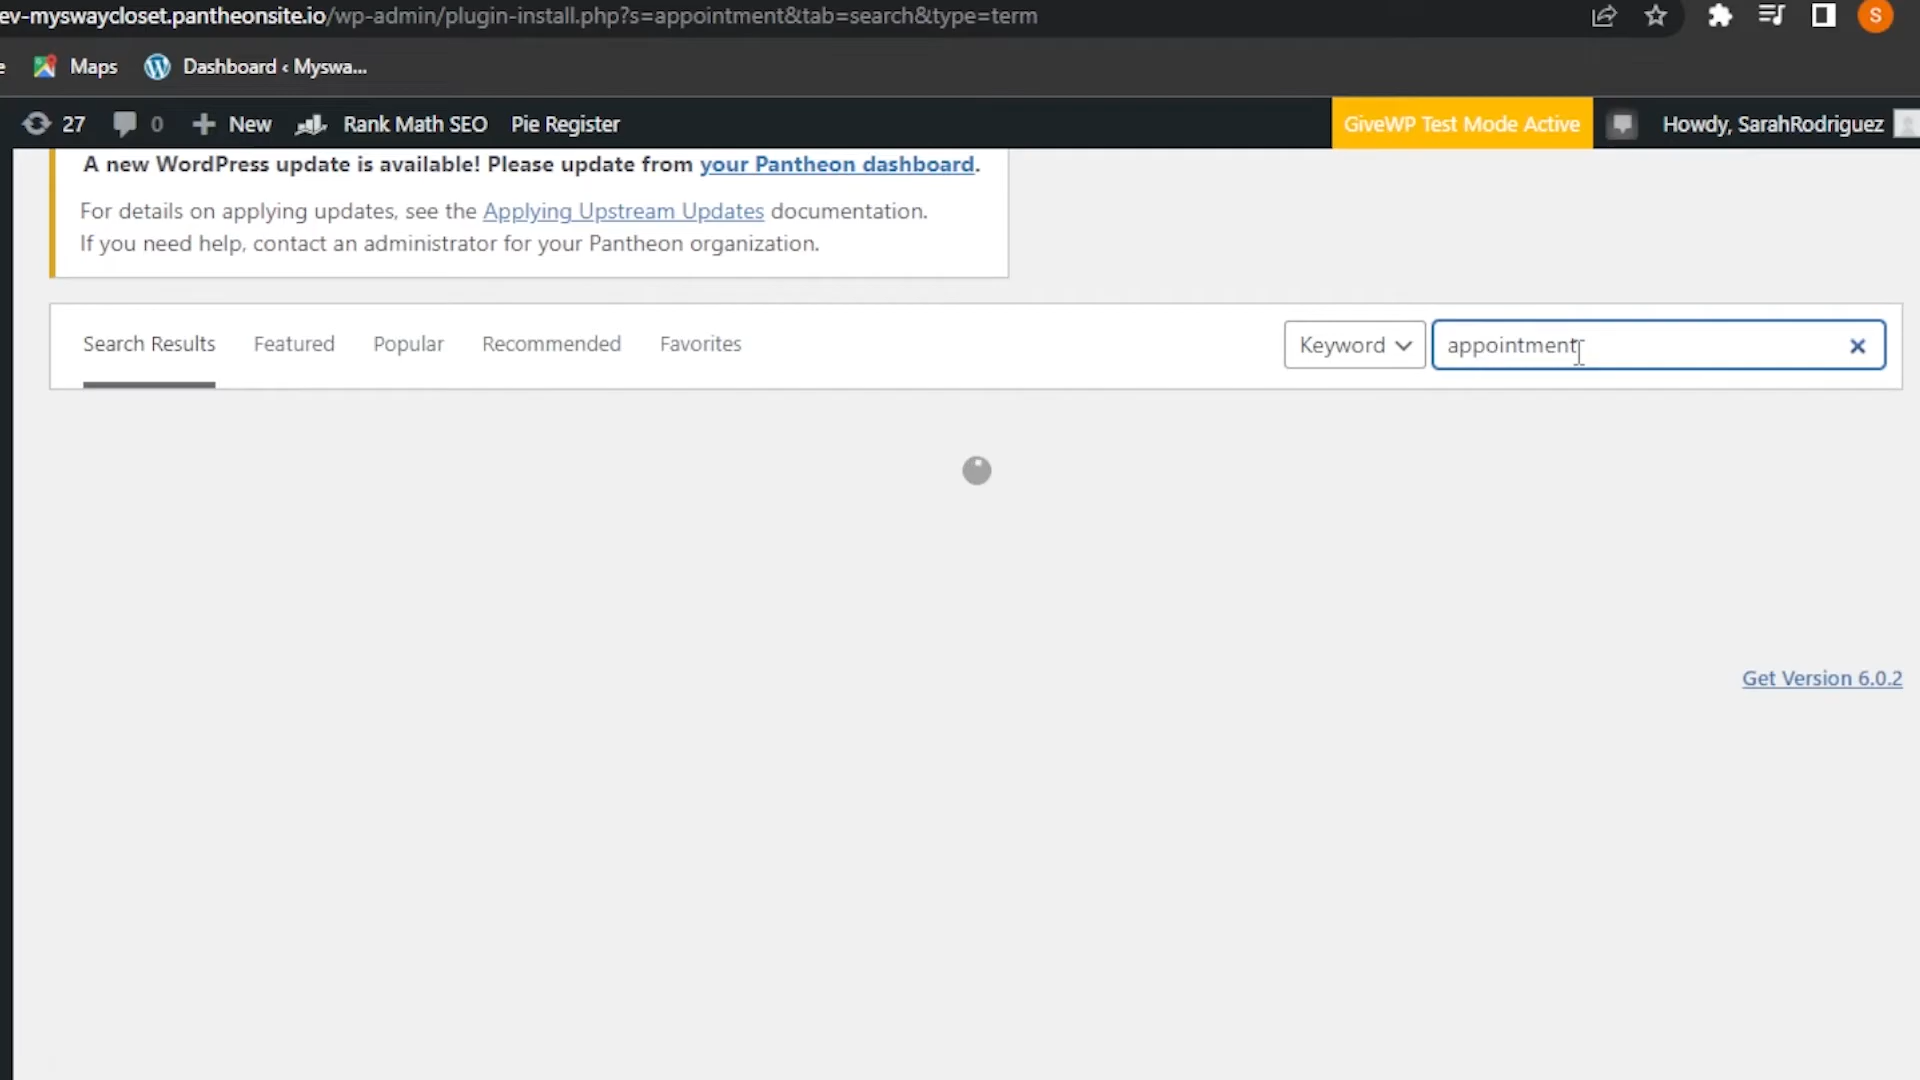 ev-myswaycloset.pantheonsite.io/wp-admin/plugin-install.php?s=appointment&tab=search&type=term
S
e Maps Dashboard ‹ Myswa...
27 0 New Rank Math SEO Pie Register GiveWP Test Mode Active Howdy, SarahRodriguez
A new WordPress update is available! Please update from your Pantheon dashboard.
For details on applying updates, see the Applying Upstream Updates documentation.
If you need help, contact an administrator for your Pantheon organization.
Search Results Featured Popular Recommended Favorites Keyword appointment
Get Version 6.0.2